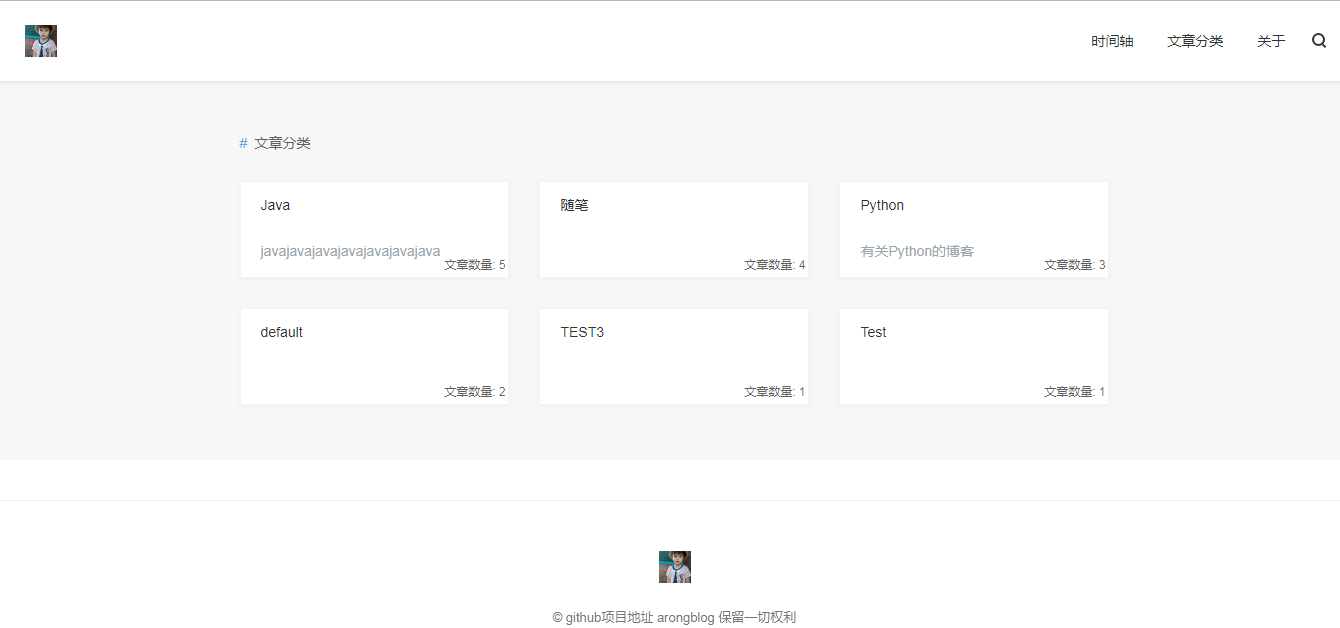 时间轴 文章分类 关于
# 文章分类
Java
javajavajavajavajavajavajava
文章数量: 5
随笔
文章数量: 4
Python
有关Python的博客
文章数量: 3
default
文章数量: 2
TEST3
文章数量: 1
Test
文章数量: 1
© github项目地址 arongblog 保留一切权利